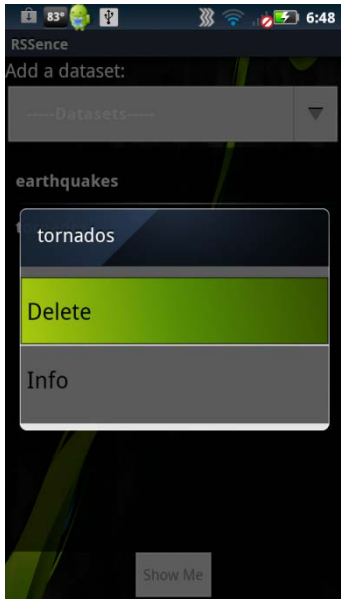 83° 6:48
RSSence
Add a dataset:
-----Datasets-----
earthquakes
tornados
Delete
Info
Show Me